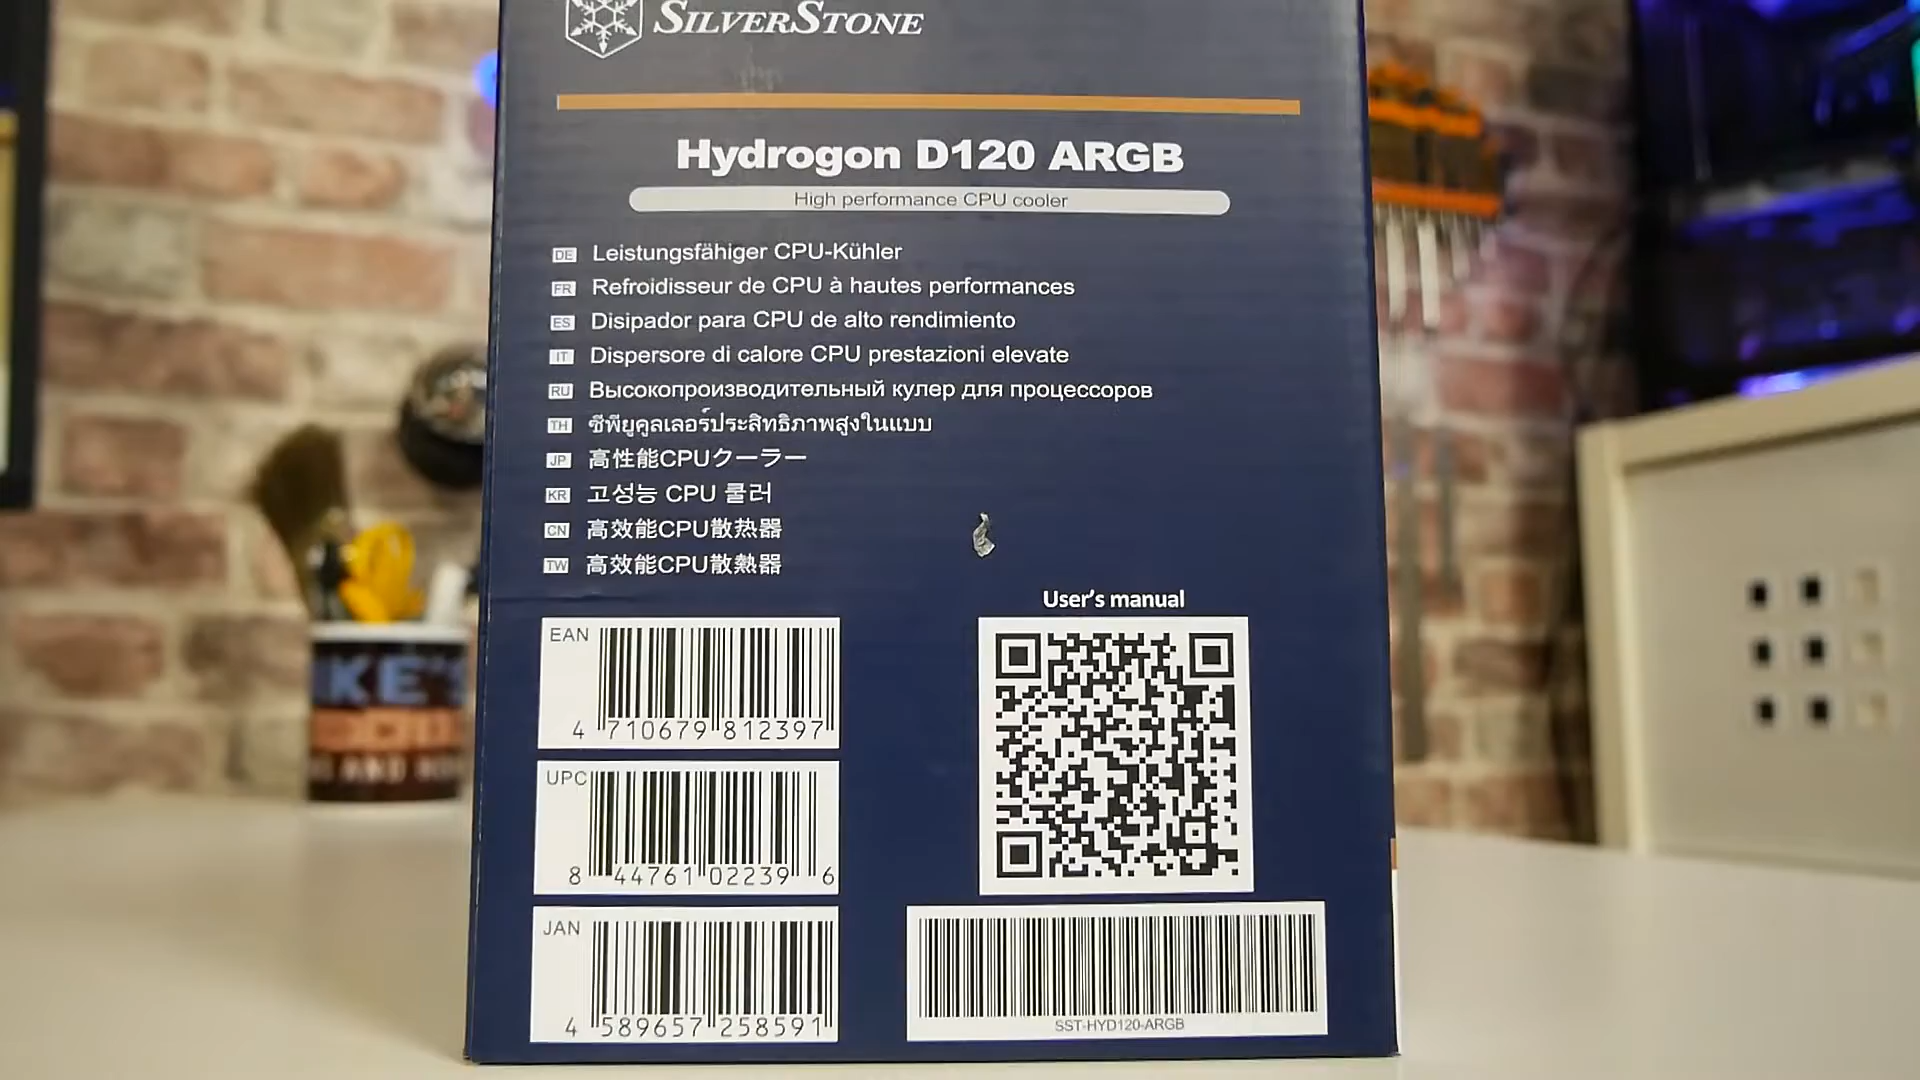 SILVERSTONE
Hydrogon D120 ARGB
High performance CPU cooler
DE Leistungsfähiger CPU-Kühler
FR Refroidisseur de CPU à hautes performances
ES Disipador para CPU de alto rendimiento
IT Dispersore di calore CPU prestazioni elevate
RU Высокопроизводительный кулер для процессоров
TH ซีพียูคูลเลอร์ประสิทธิภาพสูงในแบบ
JP 高性能CPUクーラー
KR 고성능 CPU 쿨러
CN 高效能CPU散热器
TW 高效能CPU散熱器
User's manual
EAN
4 710679 812397
UPC
8 44761 02239 6
JAN
4 589657 258591
SST-HYD120-ARGB